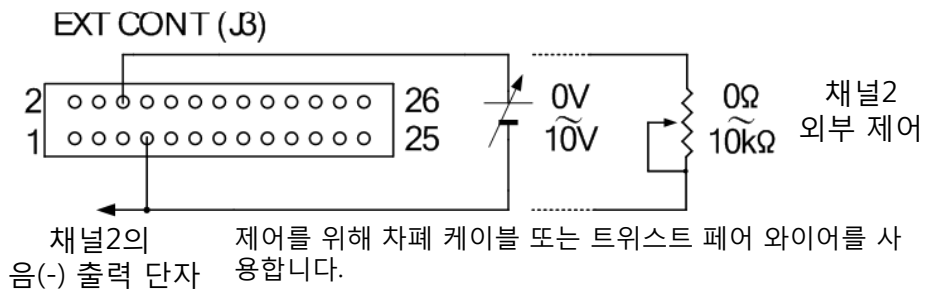 EXT CONT (J3)
2
26
1
25
0V
~
10V
0Ω
~
10kΩ
채널2
외부 제어
채널2의
음(-) 출력 단자
제어를 위해 차폐 케이블 또는 트위스트 페어 와이어를 사
용합니다.